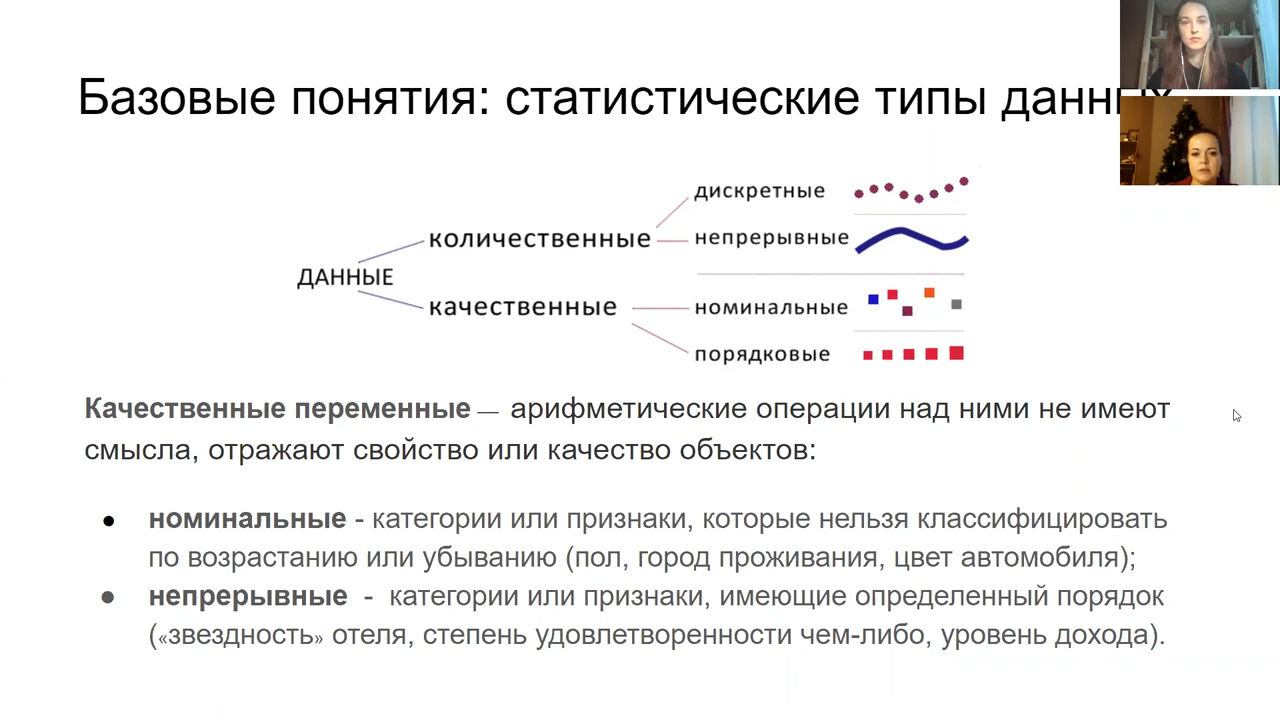 Базовые понятия: статистические типы
дискретные
количественные
непрерывные
ДАННЫЕ
качественные
номинальные
порядковые
Качественные переменные — арифметические операции над ними не имеют
смысла, отражают свойство или качество объектов:
● номинальные - категории или признаки, которые нельзя классифицировать
по возрастанию или убыванию (пол, город проживания, цвет автомобиля);
● непрерывные - категории или признаки, имеющие определенный порядок
(«звездность» отеля, степень удовлетворенности чем-либо, уровень дохода).